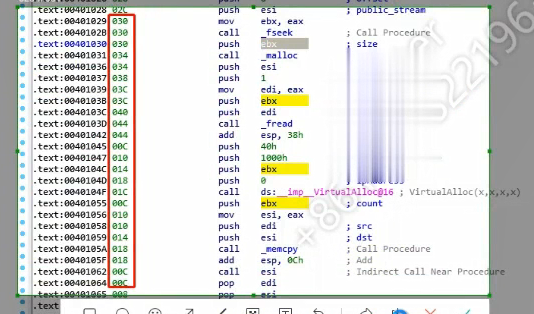 .text:00401028 02C push esi ; public_stream
.text:00401029 030 mov ebx, eax
.text:0040102B 030 call _fseek ; Call Procedure
.text:00401030 030 push ebx ; size
.text:00401031 034 call _malloc
.text:00401036 034 push esi
.text:00401037 038 push 1
.text:00401039 03C mov edi, eax
.text:0040103B 03C push ebx
.text:0040103C 040 push edi
.text:0040103D 044 call _fread
.text:00401042 044 add esp, 38h
.text:00401045 00C push 40h
.text:00401047 010 push 1000h
.text:0040104C 014 push ebx
.text:0040104D 018 push 0
.text:0040104F 01C call ds:__imp__VirtualAlloc@16 ; VirtualAlloc(x,x,x,x)
.text:00401055 00C push ebx ; count
.text:00401056 010 mov esi, eax
.text:00401058 010 push edi ; src
.text:00401059 014 push esi ; dst
.text:0040105A 018 call _memcpy ; Call Procedure
.text:0040105F 018 add esp, 0Ch ; Add
.text:00401062 00C call esi ; Indirect Call Near Procedure
.text:00401064 00C pop edi
.text:00401065 008 pop esi
.text